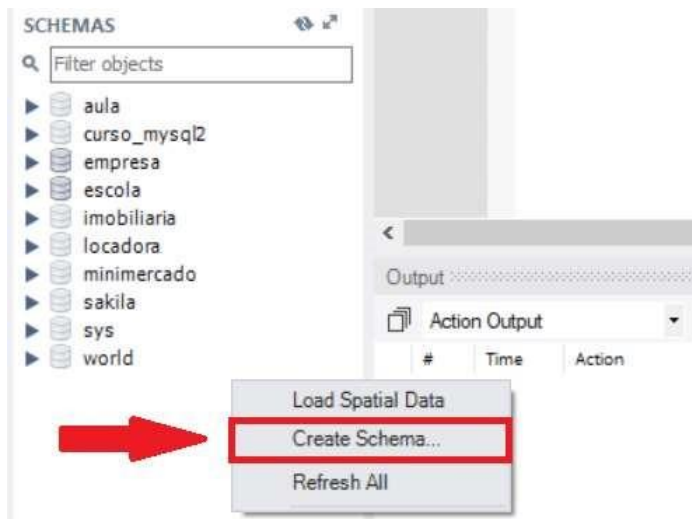 SCHEMAS
Filter objects
aula
curso_mysql2
empresa
escola
imobiliaria
locadora
minimercado
sakila
sys
world
Output
Action Output
# Time Action
Load Spatial Data
Create Schema...
Refresh All